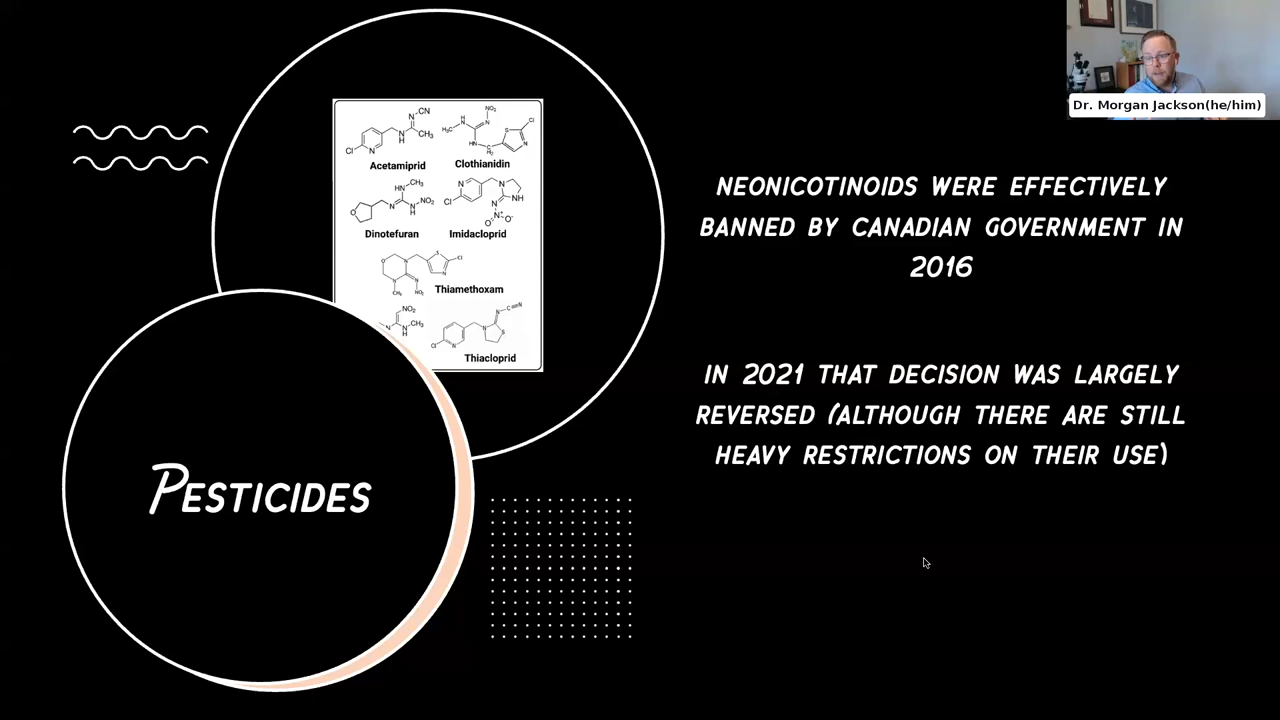 Dr. Morgan Jackson(he/him)
NEONICOTINOIDS WERE EFFECTIVELY
BANNED BY CANADIAN GOVERNMENT IN
2016
IN 2021 THAT DECISION WAS LARGELY
REVERSED (ALTHOUGH THERE ARE STILL
HEAVY RESTRICTIONS ON THEIR USE)
PESTICIDES
Acetamiprid
Clothianidin
Dinotefuran
Imidacloprid
Thiamethoxam
Thiacloprid